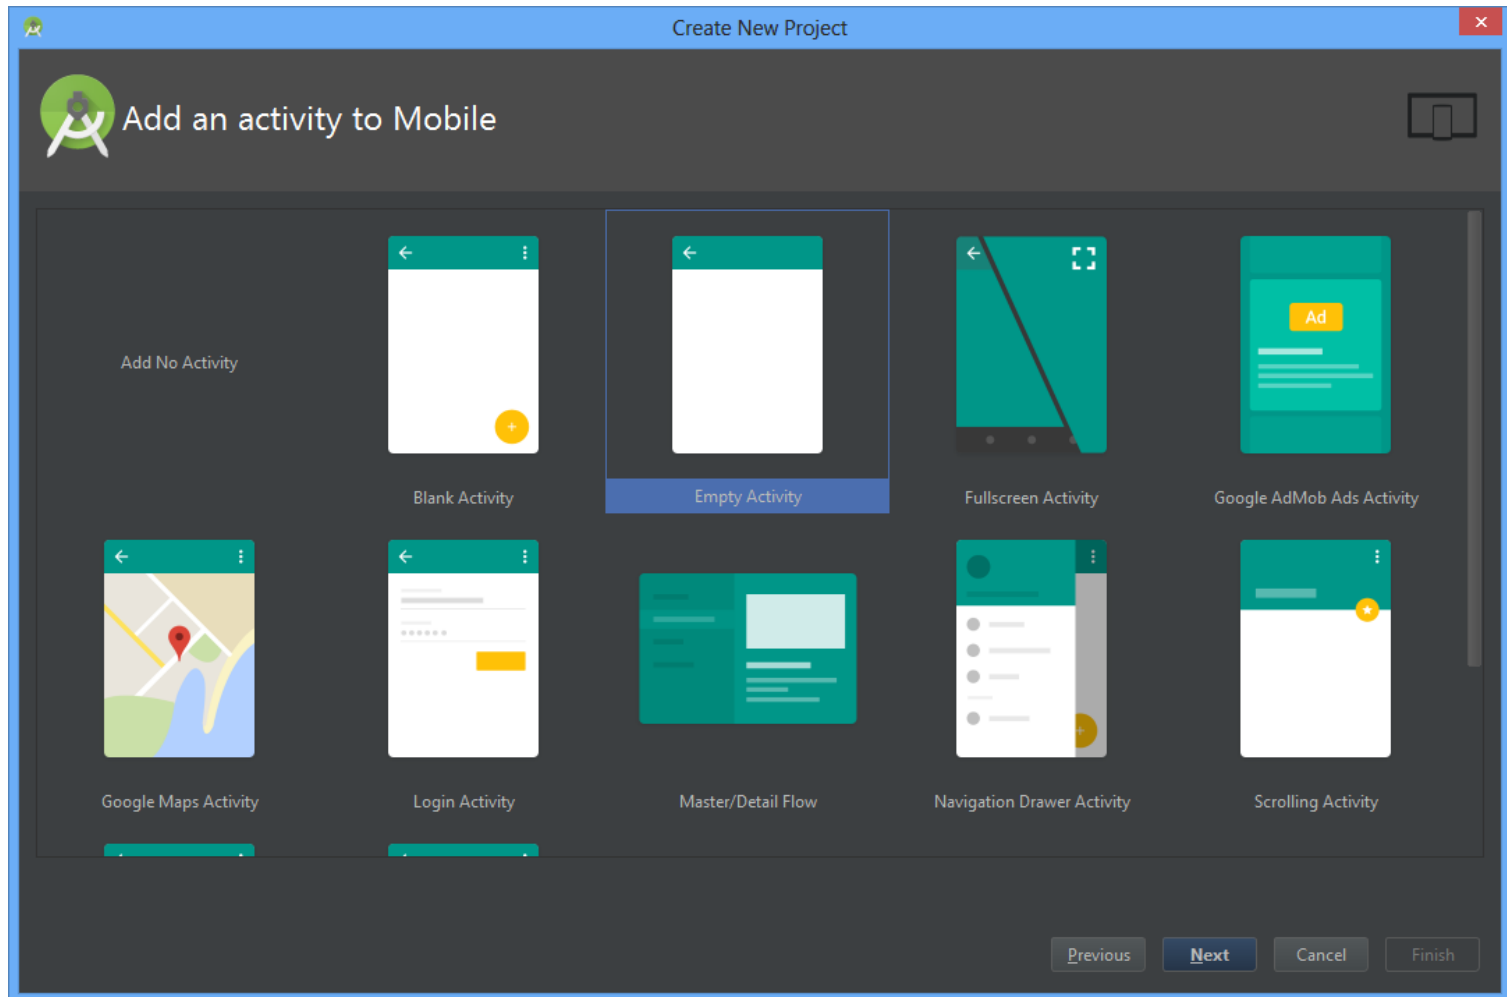 Create New Project
Add an activity to Mobile
Add No Activity
Blank Activity
Empty Activity
Fullscreen Activity
Ad
Google AdMob Ads Activity
Google Maps Activity
Login Activity
Master/Detail Flow
Navigation Drawer Activity
Scrolling Activity
Previous
Next
Cancel
Finish